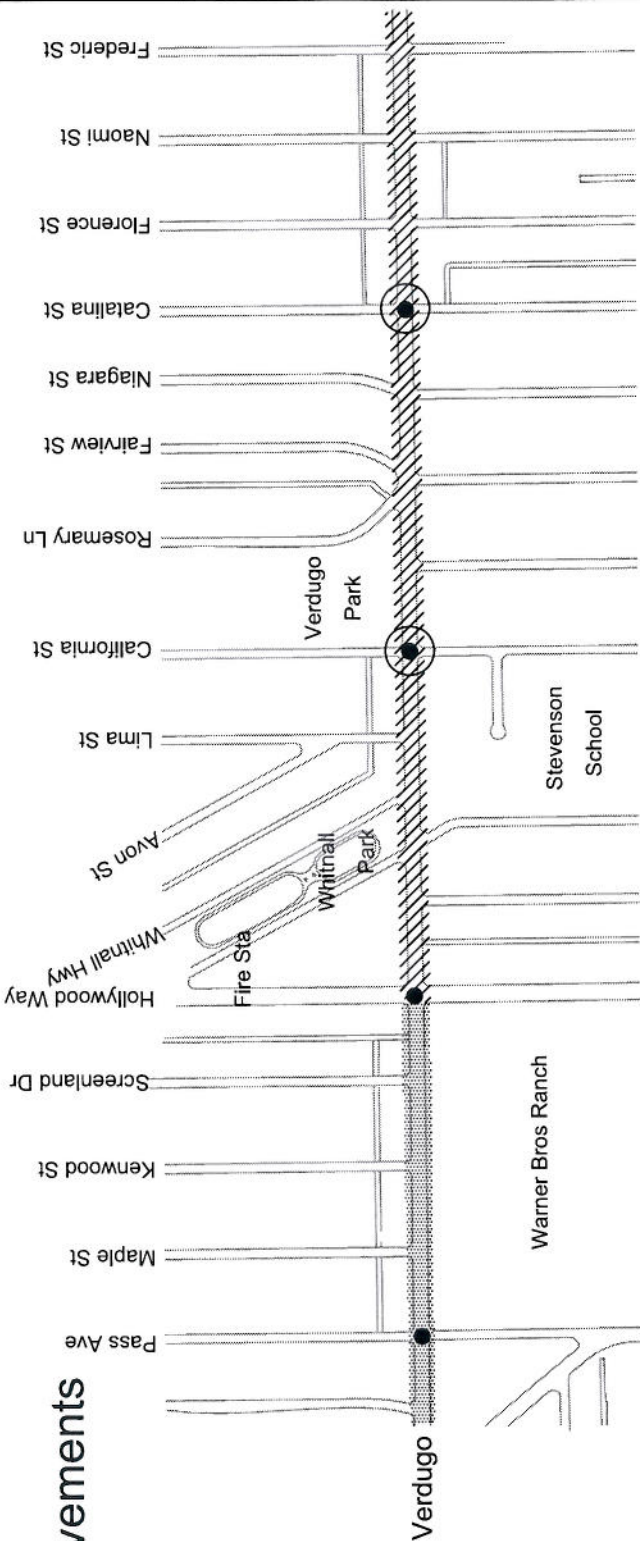 Frederic St
Naomi St
Florence St
Catalina St
Niagara St
Fairview St
Rosemary Ln
California St
Lima St
Avon St
Whitnall Hwy
Hollywood Way
Screenland Dr
Kenwood St
Maple St
Pass Ave
Verdugo
Park
Whitnall
Park
Fire Sta
Stevenson
School
Warner Bros Ranch
Verdugo
vements